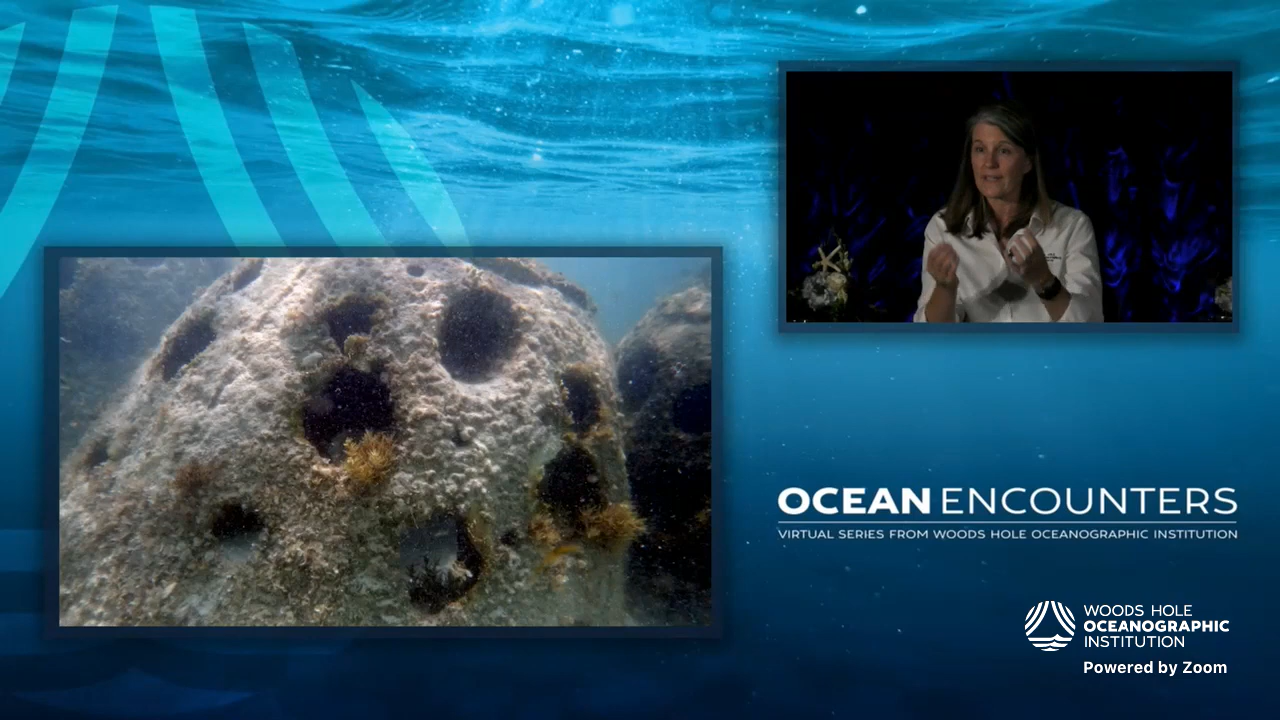 OCEAN ENCOUNTERS
VIRTUAL SERIES FROM WOODS HOLE OCEANOGRAPHIC INSTITUTION
WOODS HOLE
OCEANOGRAPHIC
INSTITUTION
Powered by Zoom